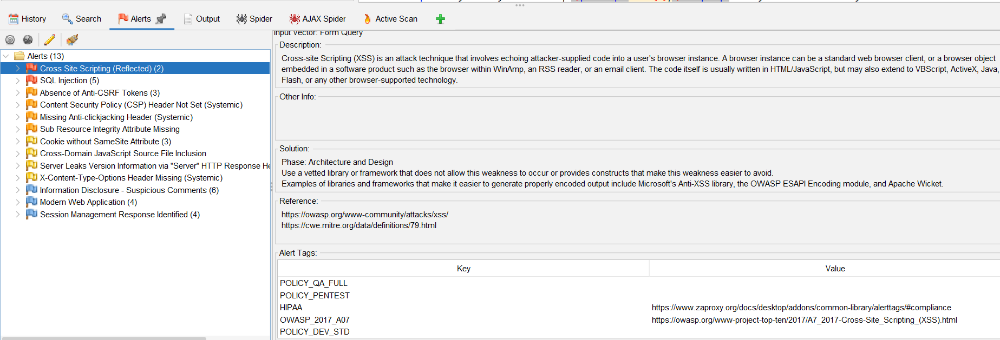 History
Search
Alerts
Output
Spider
AJAX Spider
Active Scan
Alerts (13)
Cross Site Scripting (Reflected) (2)
SQL Injection (5)
Absence of Anti-CSRF Tokens (3)
Content Security Policy (CSP) Header Not Set (Systemic)
Missing Anti-clickjacking Header (Systemic)
Sub Resource Integrity Attribute Missing
Cookie without SameSite Attribute (3)
Cross-Domain JavaScript Source File Inclusion
Server Leaks Version Information via "Server" HTTP Response He
X-Content-Type-Options Header Missing (Systemic)
Information Disclosure - Suspicious Comments (6)
Modern Web Application (4)
Session Management Response Identified (4)
Input Vector: Form Query
Description:
Cross-site Scripting (XSS) is an attack technique that involves echoing attacker-supplied code into a user's browser instance. A browser instance can be a standard web browser client, or a browser object
embedded in a software product such as the browser within WinAmp, an RSS reader, or an email client. The code itself is usually written in HTML/JavaScript, but may also extend to VBScript, ActiveX, Java,
Flash, or any other browser-supported technology.
Other Info:
Solution:
Phase: Architecture and Design
Use a vetted library or framework that does not allow this weakness to occur or provides constructs that make this weakness easier to avoid.
Examples of libraries and frameworks that make it easier to generate properly encoded output include Microsoft's Anti-XSS library, the OWASP ESAPI Encoding module, and Apache Wicket.
Reference:
https://owasp.org/www-community/attacks/xss/
https://cwe.mitre.org/data/definitions/79.html
Alert Tags:
Key Value
POLICY_QA_FULL
POLICY_PENTEST
HIPAA https://www.zaproxy.org/docs/desktop/addons/common-library/alerttags/#compliance
OWASP_2017_A07 https://owasp.org/www-project-top-ten/2017/A7_2017-Cross-Site_Scripting_(XSS).html
POLICY_DEV_STD